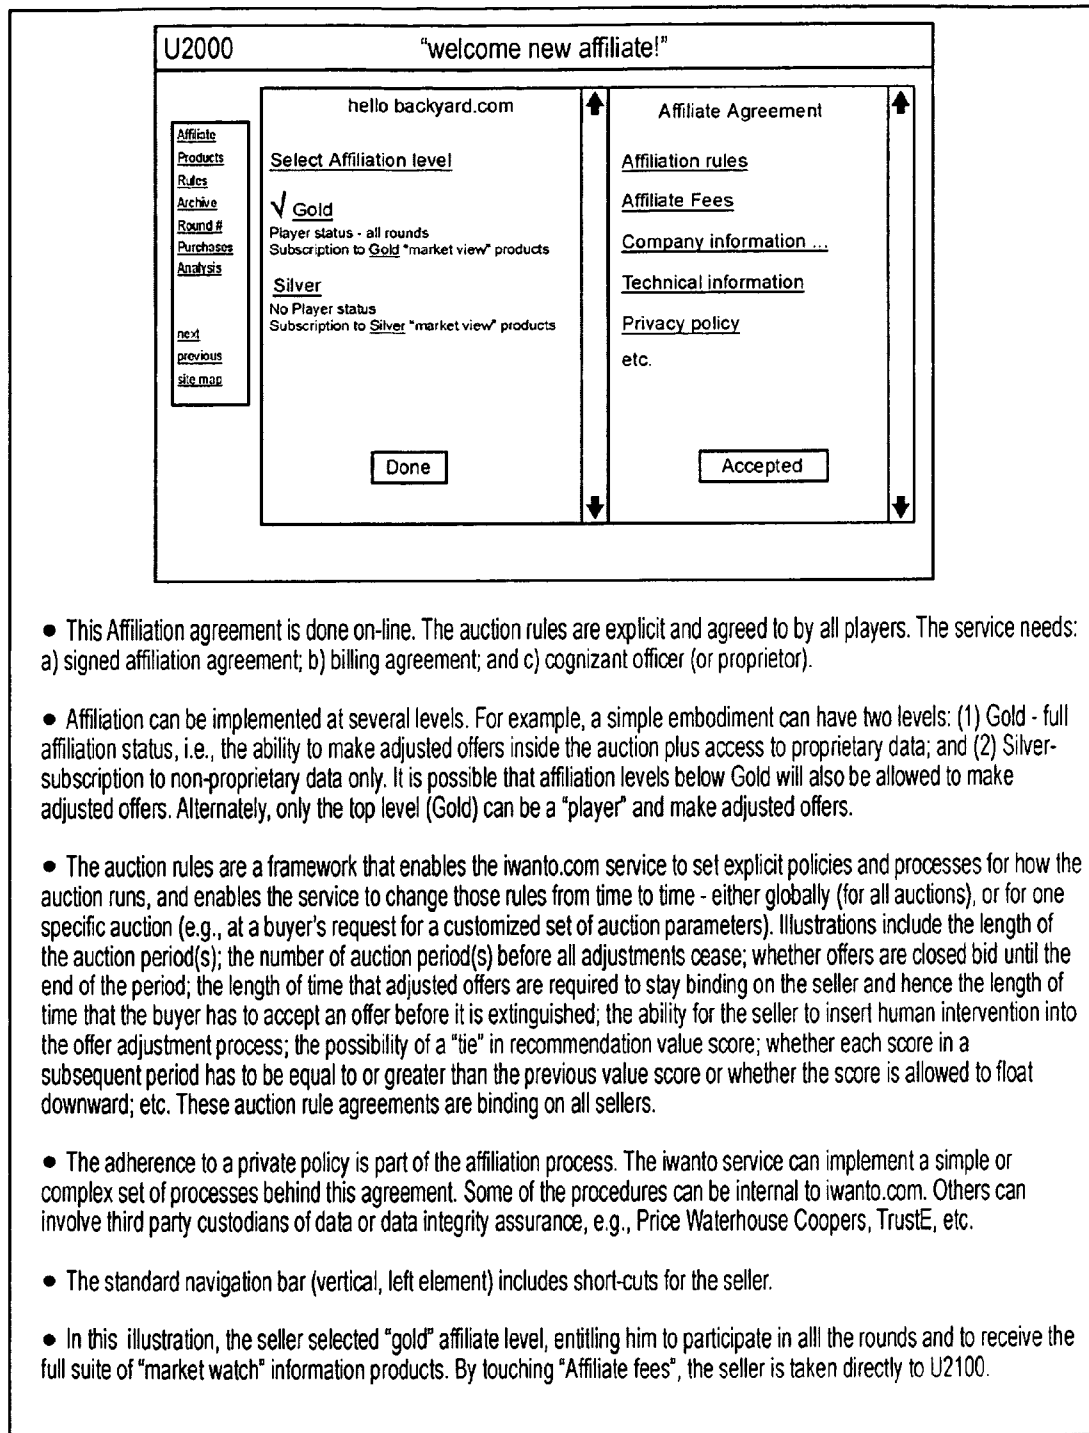 U2000
"welcome new affiliate!"
Affiliate
Products
Rules
Archive
Round #
Purchases
Analysis
next
previous
site map
hello backyard.com
Select Affiliation level
√ Gold
Player status - all rounds
Subscription to Gold "market view" products
Silver
No Player status
Subscription to Silver "market view" products
Done
Affiliate Agreement
Affiliation rules
Affiliate Fees
Company information ...
Technical information
Privacy policy
etc.
Accepted
● This Affiliation agreement is done on-line. The auction rules are explicit and agreed to by all players. The service needs:
a) signed affiliation agreement; b) billing agreement; and c) cognizant officer (or proprietor).
● Affiliation can be implemented at several levels. For example, a simple embodiment can have two levels: (1) Gold - full
affiliation status, i.e., the ability to make adjusted offers inside the auction plus access to proprietary data; and (2) Silver-
subscription to non-proprietary data only. It is possible that affiliation levels below Gold will also be allowed to make
adjusted offers. Alternately, only the top level (Gold) can be a "player" and make adjusted offers.
● The auction rules are a framework that enables the iwanto.com service to set explicit policies and processes for how the
auction runs, and enables the service to change those rules from time to time - either globally (for all auctions), or for one
specific auction (e.g., at a buyer's request for a customized set of auction parameters). Illustrations include the length of
the auction period(s); the number of auction period(s) before all adjustments cease; whether offers are closed bid until the
end of the period; the length of time that adjusted offers are required to stay binding on the seller and hence the length of
time that the buyer has to accept an offer before it is extinguished; the ability for the seller to insert human intervention into
the offer adjustment process; the possibility of a "tie" in recommendation value score; whether each score in a
subsequent period has to be equal to or greater than the previous value score or whether the score is allowed to float
downward; etc. These auction rule agreements are binding on all sellers.
● The adherence to a private policy is part of the affiliation process. The iwanto service can implement a simple or
complex set of processes behind this agreement. Some of the procedures can be internal to iwanto.com. Others can
involve third party custodians of data or data integrity assurance, e.g., Price Waterhouse Coopers, TrustE, etc.
● The standard navigation bar (vertical, left element) includes short-cuts for the seller.
● In this illustration, the seller selected "gold" affiliate level, entitling him to participate in alll the rounds and to receive the
full suite of "market watch" information products. By touching "Affiliate fees", the seller is taken directly to U2100.